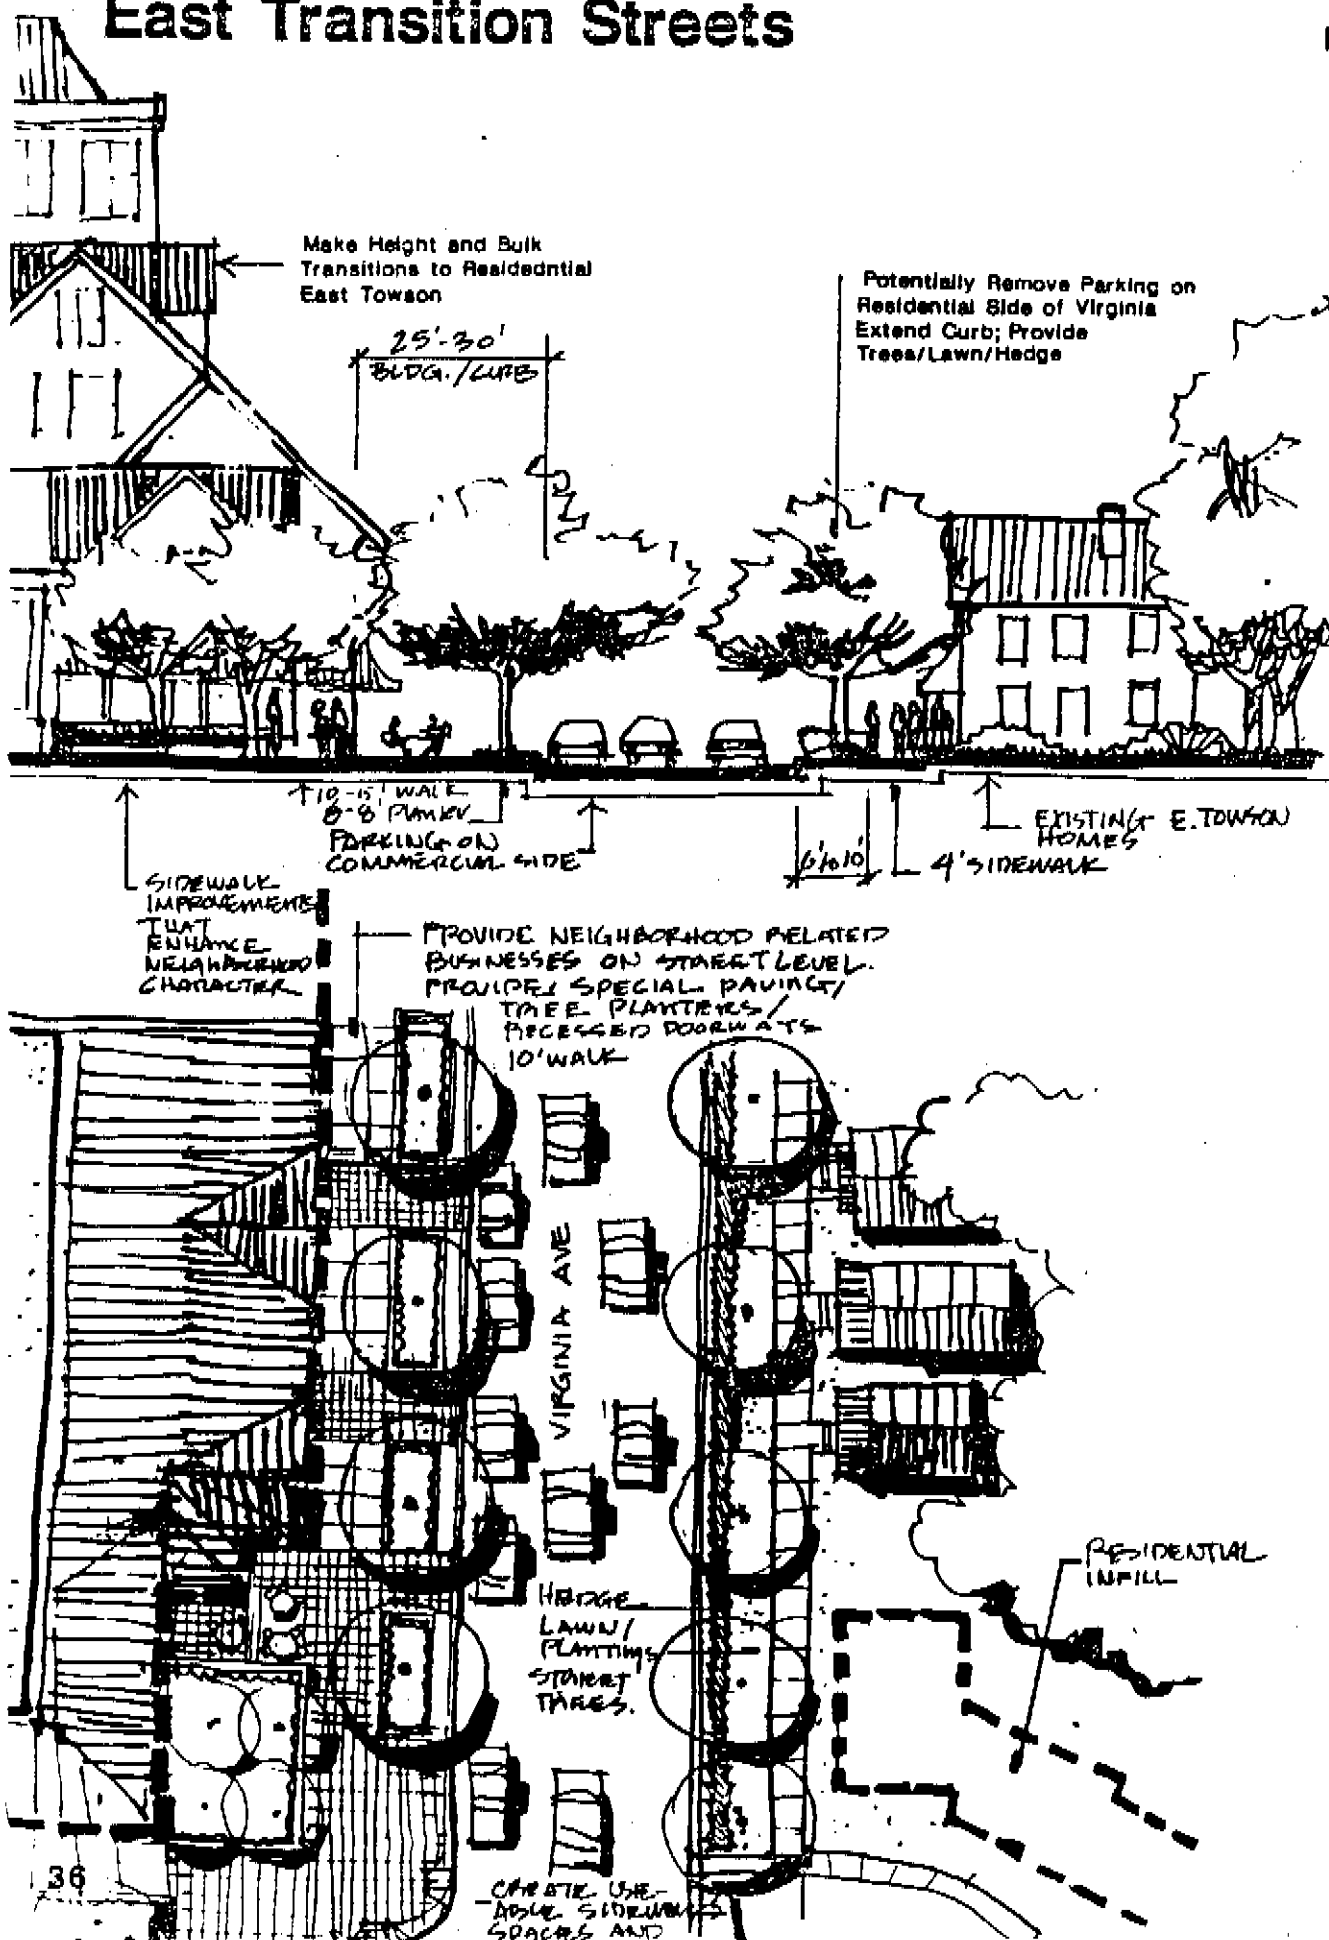 East Transition Streets
Make Height and Bulk
Transitions to Residedntial
East Towson
Potentially Remove Parking on
Residential Side of Virginia
Extend Curb; Provide
Trees/Lawn/Hedge
25'-30'
BLDG./CURB
10-15' WALK
8-8' PLANTER
PARKING ON
COMMERCIAL SIDE
6'to10'
4' SIDEWALK
EXISTING E. TOWSON
HOMES
SIDEWALK
IMPROVEMENTS
THAT
ENHANCE
NEIGHBORHOOD
CHARACTER
PROVIDE NEIGHBORHOOD RELATED
BUSINESSES ON STREET LEVEL.
PROVIDE SPECIAL PAVING/
TREE PLANTERS/
RECESSED DOORWAYS
10' WALK
VIRGINIA AVE
HEDGE
LAWN/
PLANTINGS
STREET
TREES.
RESIDENTIAL
INFILL
36
CREATE USE-
ABLE SIDEWALK
SPACES AND